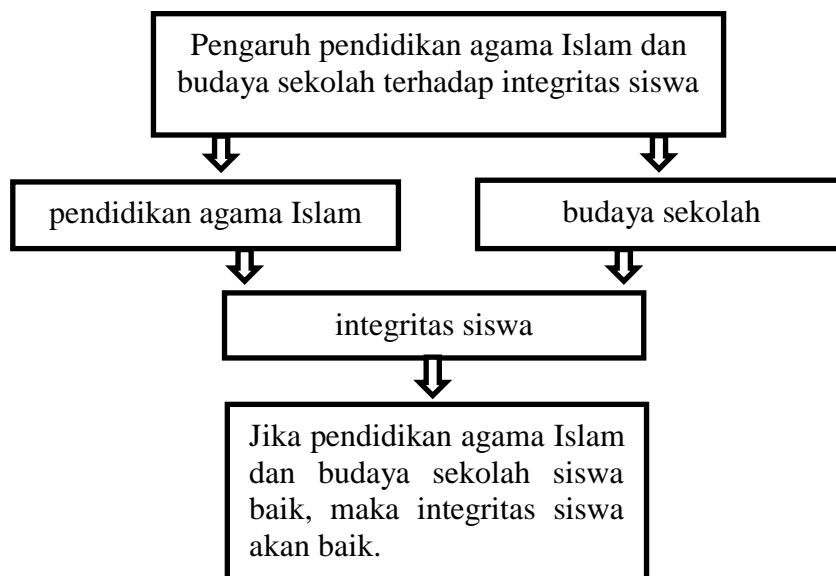 Pengaruh pendidikan agama Islam dan
budaya sekolah terhadap integritas siswa
pendidikan agama Islam
budaya sekolah
integritas siswa
Jika pendidikan agama Islam
dan budaya sekolah siswa
baik, maka integritas siswa
akan baik.